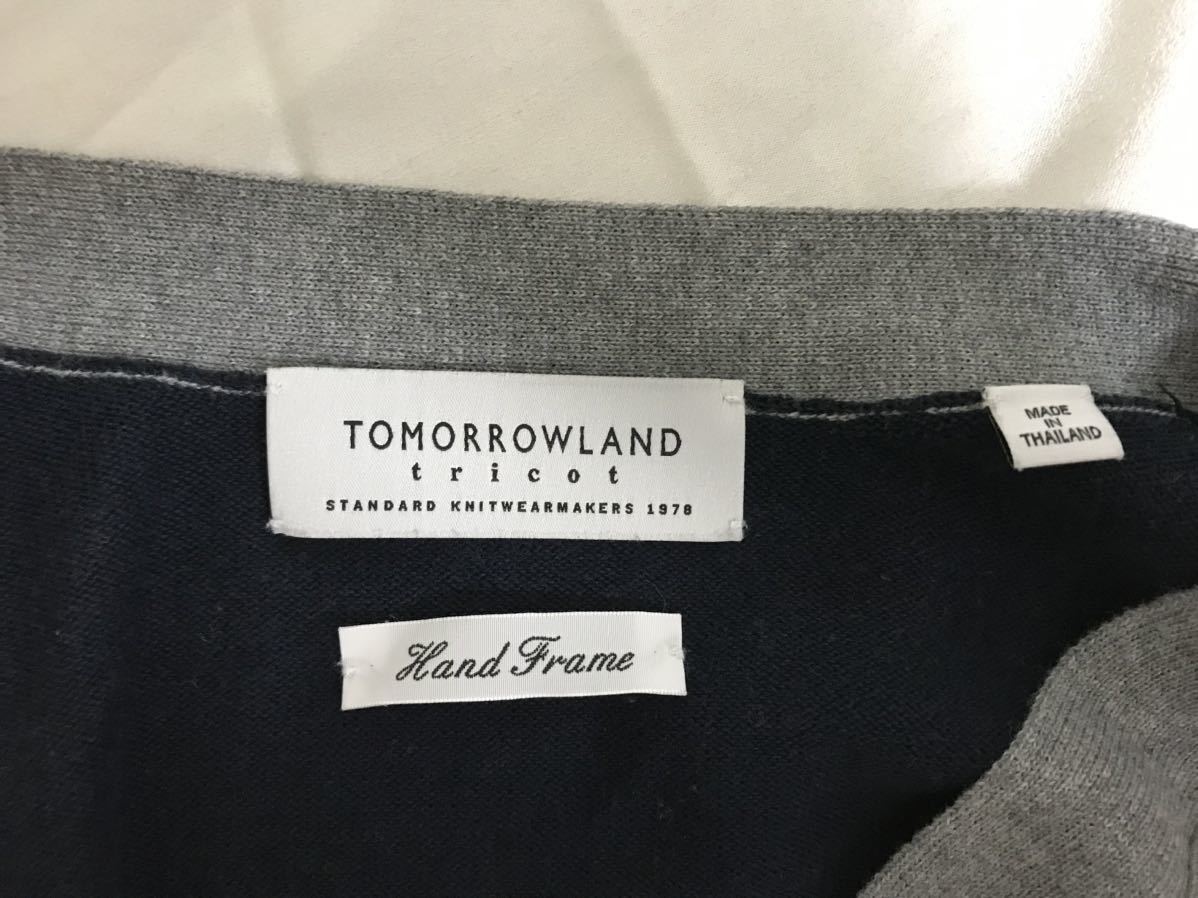 TOMORROWLAND
tricot
STANDARD KNITWEARMAKERS 1978
MADE
IN
THAILAND
Hand Frame